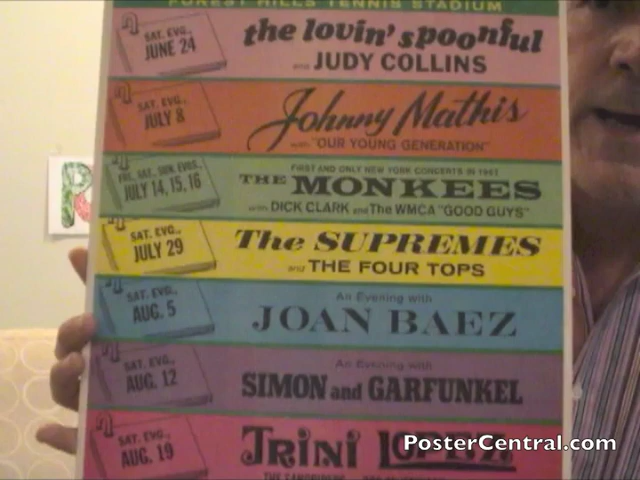 FOREST HILLS TENNIS STADIUM
SAT. EVG.,
JUNE 24
the lovin' spoonful
and JUDY COLLINS
SAT. EVG.,
JULY 8
Johnny Mathis
with "OUR YOUNG GENERATION"
FRI., SAT., SUN. EVGS.,
JULY 14, 15, 16
FIRST AND ONLY NEW YORK CONCERTS IN 1967
THE MONKEES
with DICK CLARK and The WMCA "GOOD GUYS"
SAT. EVG.,
JULY 29
The SUPREMES
and THE FOUR TOPS
SAT. EVG.,
AUG. 5
An Evening with
JOAN BAEZ
SAT. EVG.,
AUG. 12
An Evening with
SIMON and GARFUNKEL
SAT. EVG.,
AUG. 19
TRINI LOPEZ
PosterCentral.com